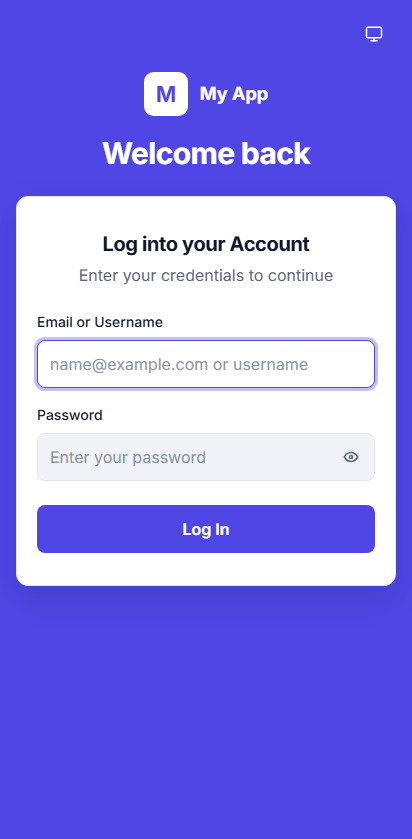 M My App
Welcome back
Log into your Account
Enter your credentials to continue
Email or Username
name@example.com or username
Password
Enter your password
Log In